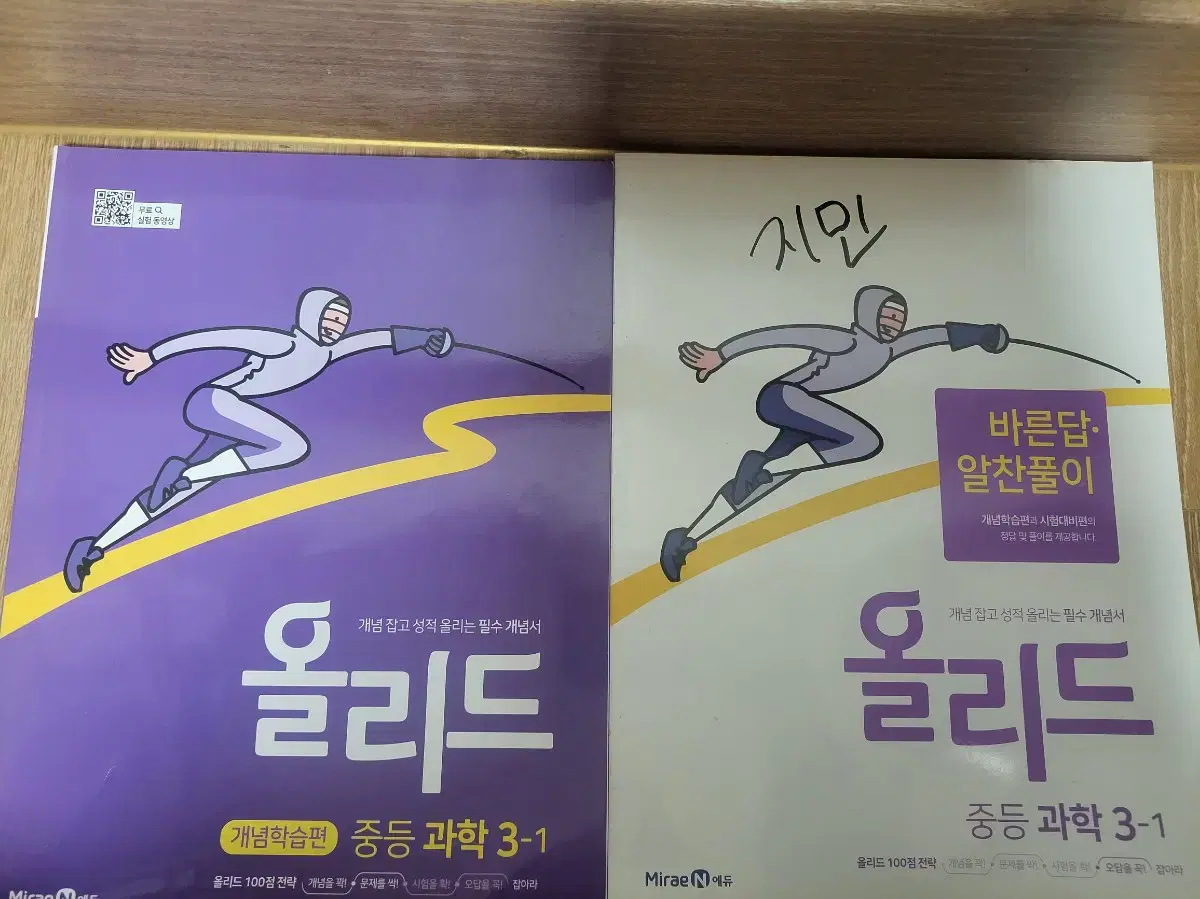 무료
실험 동영상
개념 잡고 성적 올리는 필수 개념서
올리드
개념학습편 중등 과학 3-1
올리드 100점 전략 개념을 꽉! 문제를 싹! 시험을 확! 오답을 꼭! 잡아라
Mirae N 에듀
지민
바른답·
알찬풀이
개념학습편과 시험대비편의
정답 및 풀이를 제공합니다.
개념 잡고 성적 올리는 필수 개념서
올리드
중등 과학 3-1
올리드 100점 전략 개념을 꽉! 문제를 싹! 시험을 확! 오답을 꼭! 잡아라
Mirae N 에듀